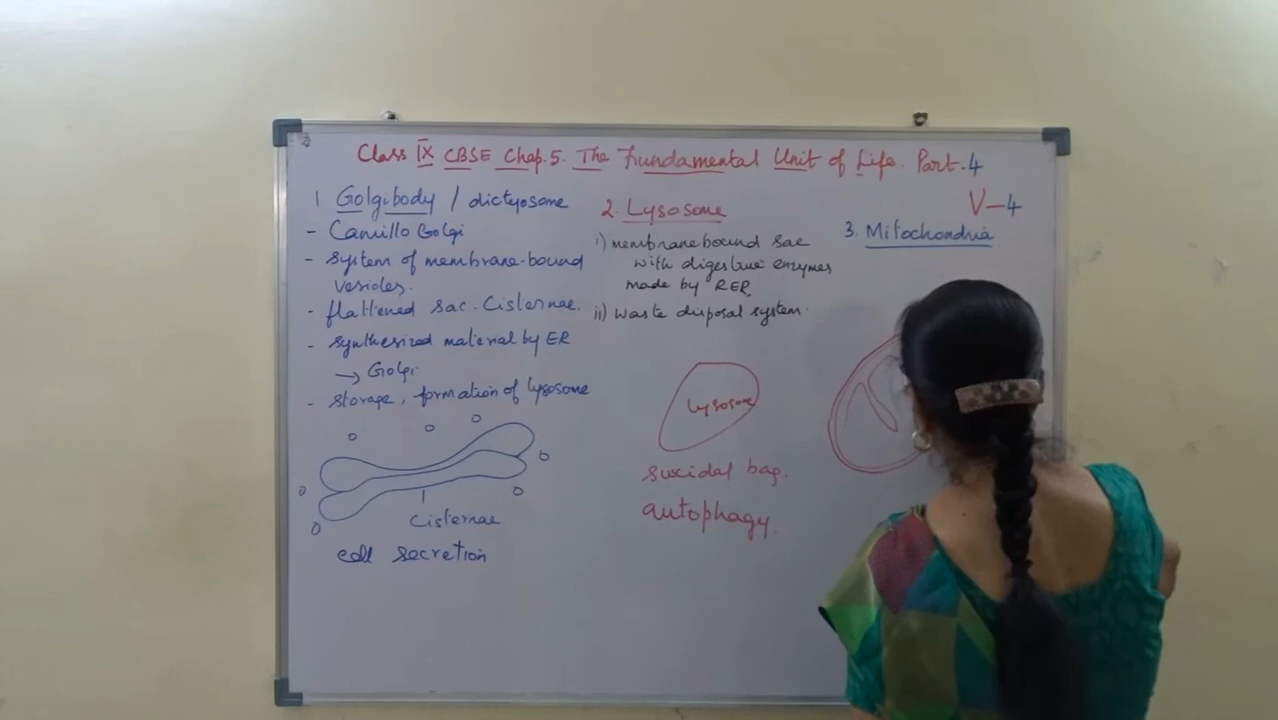 Class IX CBSE Chap.5. The Fundamental Unit of Life. Part.4
V-4
1 Golgibody / dictyosome
- Camillo Golgi
- system of membrane-bound
vesicles.
- flattened sac. Cisternae.
- synthesized material by ER
→ Golgi.
- storage, formation of lysosome
Cisternae
cell secretion
2. Lysosome
i) membrane bound sac
with digestive enzymes
made by RER
ii) waste disposal system.
Lysosome
suicidal bag.
autophagy.
3. Mitochondria